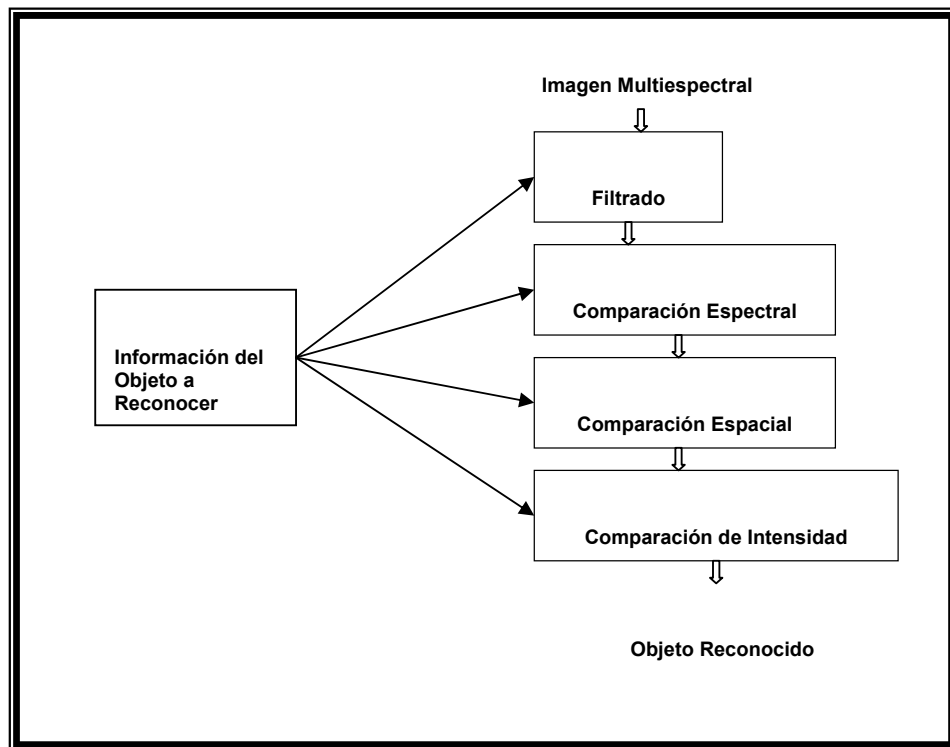 Imagen Multiespectral
Filtrado
Comparación Espectral
Información del
Objeto a
Reconocer
Comparación Espacial
Comparación de Intensidad
Objeto Reconocido